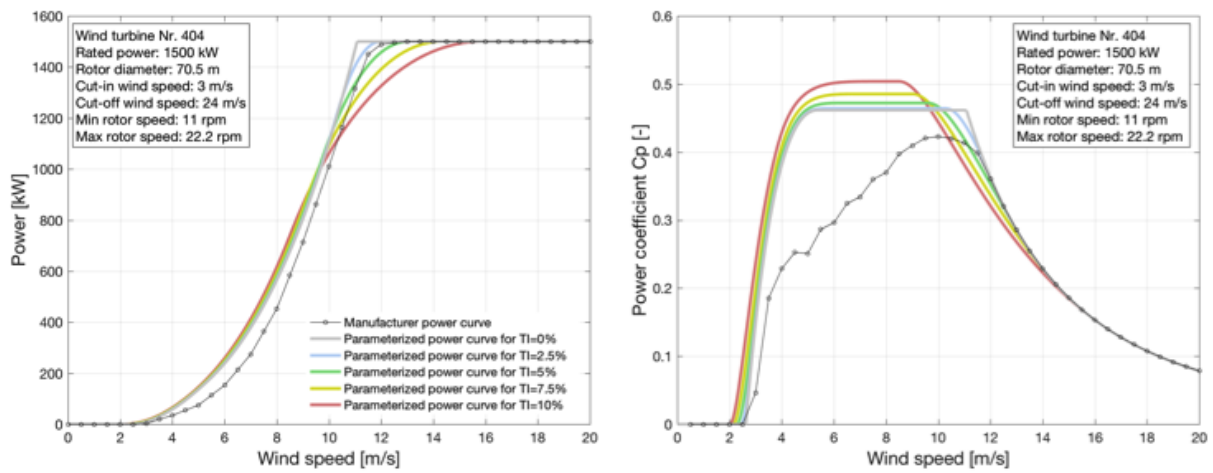 1600
1400
1200
1000
800
600
400
200
0
Power [kW]
Wind turbine Nr. 404
Rated power: 1500 kW
Rotor diameter: 70.5 m
Cut-in wind speed: 3 m/s
Cut-off wind speed: 24 m/s
Min rotor speed: 11 rpm
Max rotor speed: 22.2 rpm
Manufacturer power curve
Parameterized power curve for TI=0%
Parameterized power curve for TI=2.5%
Parameterized power curve for TI=5%
Parameterized power curve for TI=7.5%
Parameterized power curve for TI=10%
0 2 4 6 8 10 12 14 16 18 20
Wind speed [m/s]
0.6
0.5
0.4
0.3
0.2
0.1
0
Power coefficient Cp [-]
Wind turbine Nr. 404
Rated power: 1500 kW
Rotor diameter: 70.5 m
Cut-in wind speed: 3 m/s
Cut-off wind speed: 24 m/s
Min rotor speed: 11 rpm
Max rotor speed: 22.2 rpm
0 2 4 6 8 10 12 14 16 18 20
Wind speed [m/s]